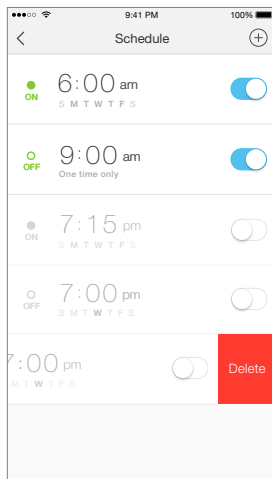 9:41 PM 100%
Schedule
6:00 am
ON
S M T W T F S
9:00 am
OFF
One time only
7:15 pm
ON
S M T W T F S
7:00 pm
OFF
S M T W T F S
7:00 pm
Delete
M T W T F S